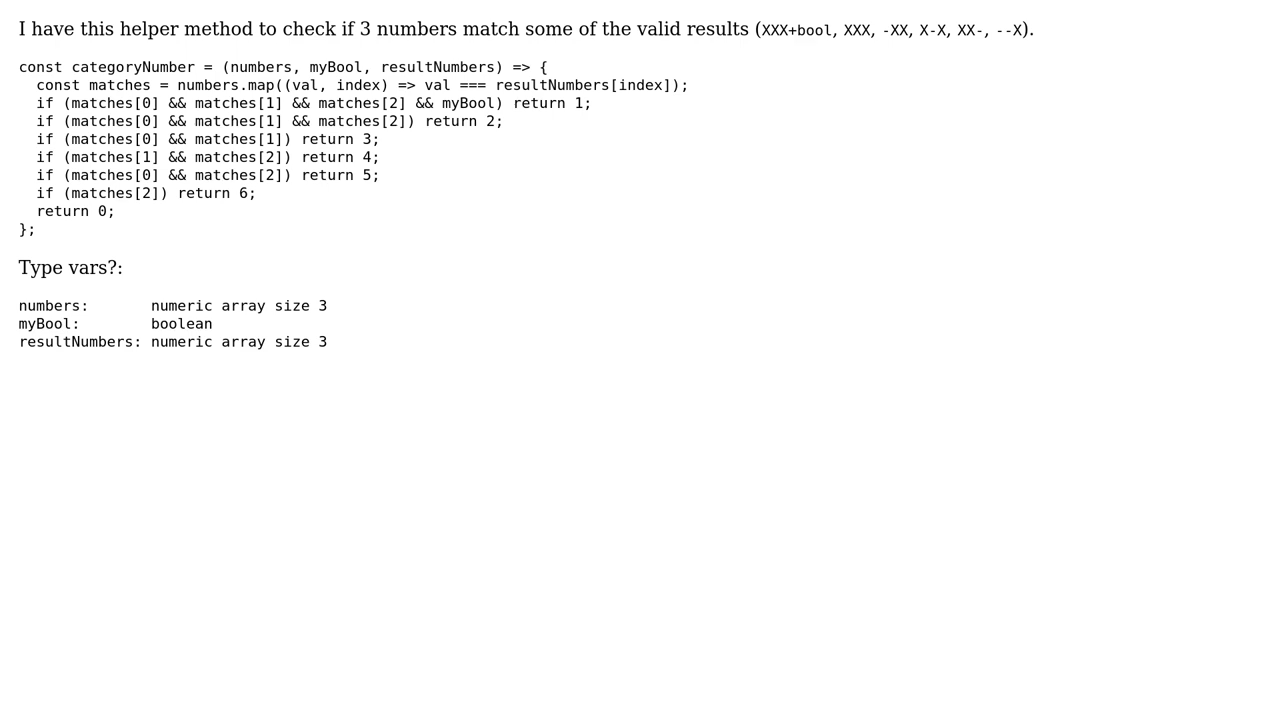 I have this helper method to check if 3 numbers match some of the valid results (XXX+bool, XXX, -XX, X-X, XX-, --X).
const categoryNumber = (numbers, myBool, resultNumbers) => {
  const matches = numbers.map((val, index) => val === resultNumbers[index]);
  if (matches[0] && matches[1] && matches[2] && myBool) return 1;
  if (matches[0] && matches[1] && matches[2]) return 2;
  if (matches[0] && matches[1]) return 3;
  if (matches[1] && matches[2]) return 4;
  if (matches[0] && matches[2]) return 5;
  if (matches[2]) return 6;
  return 0;
};
Type vars?:
numbers:       numeric array size 3
myBool:        boolean
resultNumbers: numeric array size 3